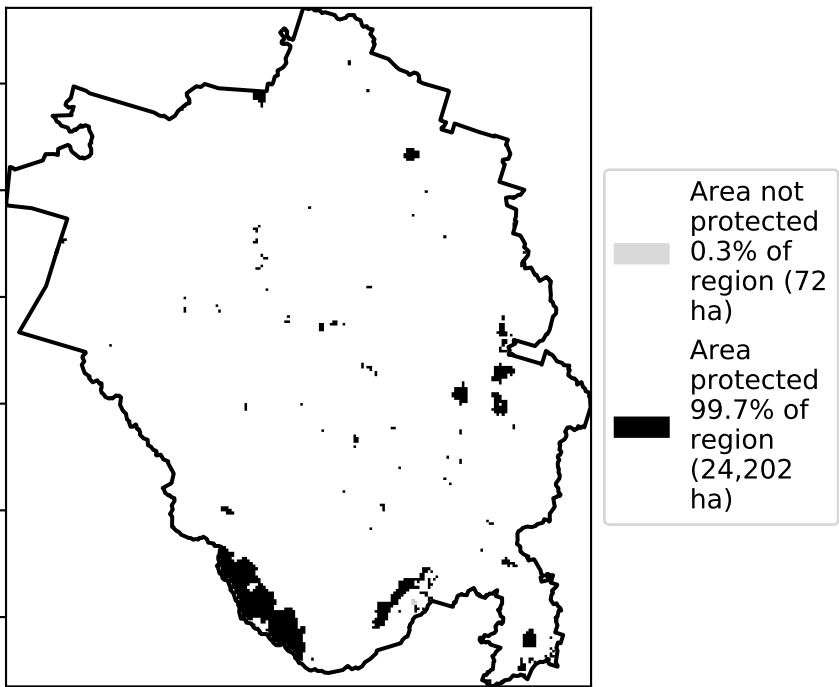 Area not
protected
0.3% of
region (72
ha)
Area
protected
99.7% of
region
(24,202
ha)